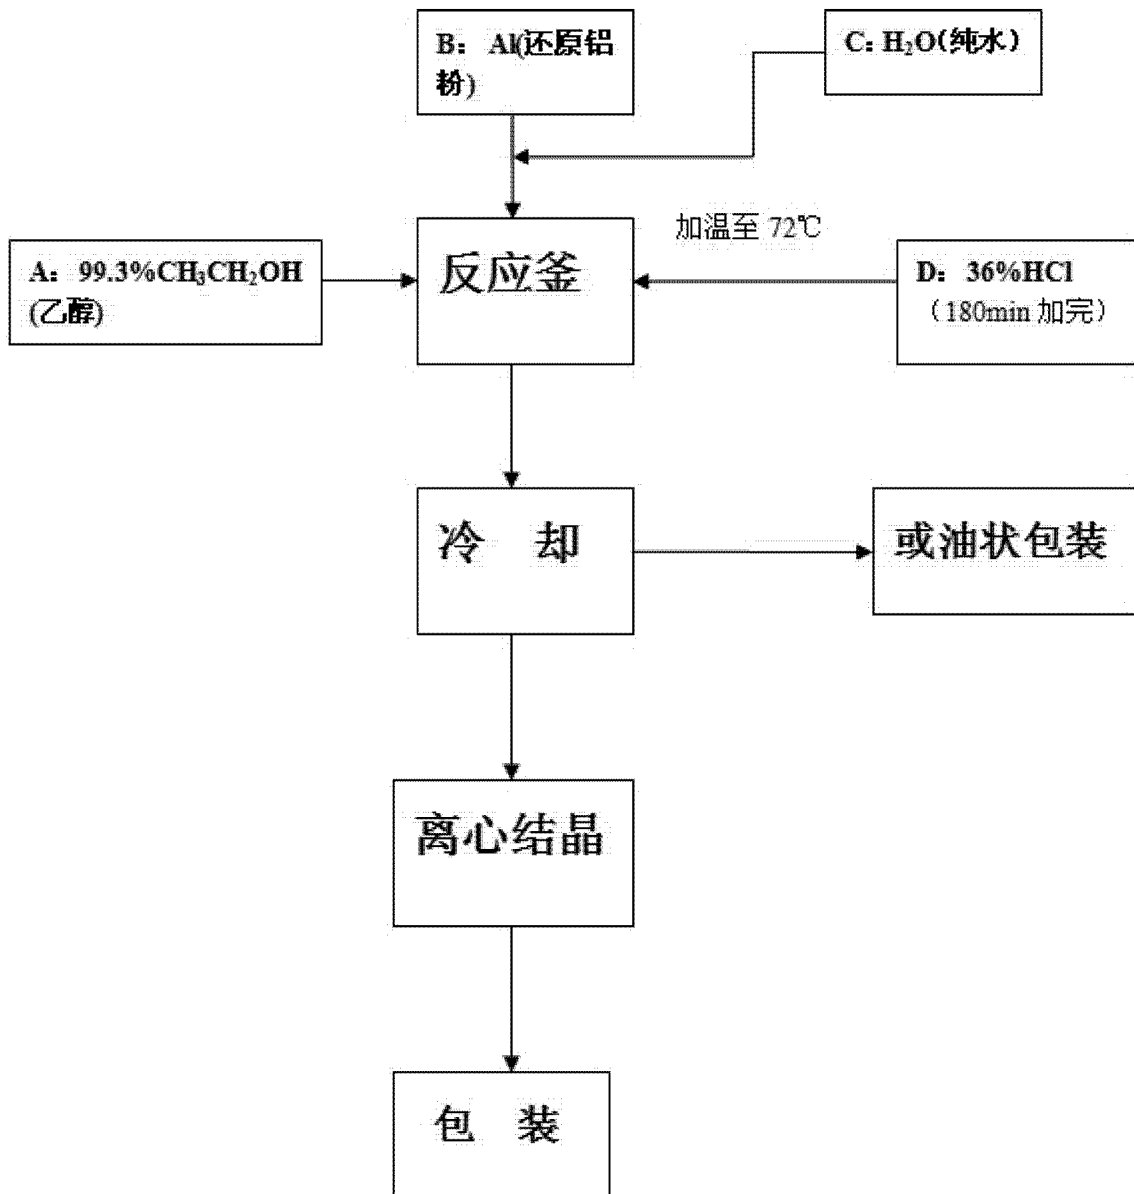 B： Al(还原铝
粉)
C：H₂O(纯水）
加温至 72℃
A：99.3%CH₃CH₂OH
(乙醇)
反应釜
D：36%HCl
（180min 加完）
冷 却
或油状包装
离心结晶
包 装